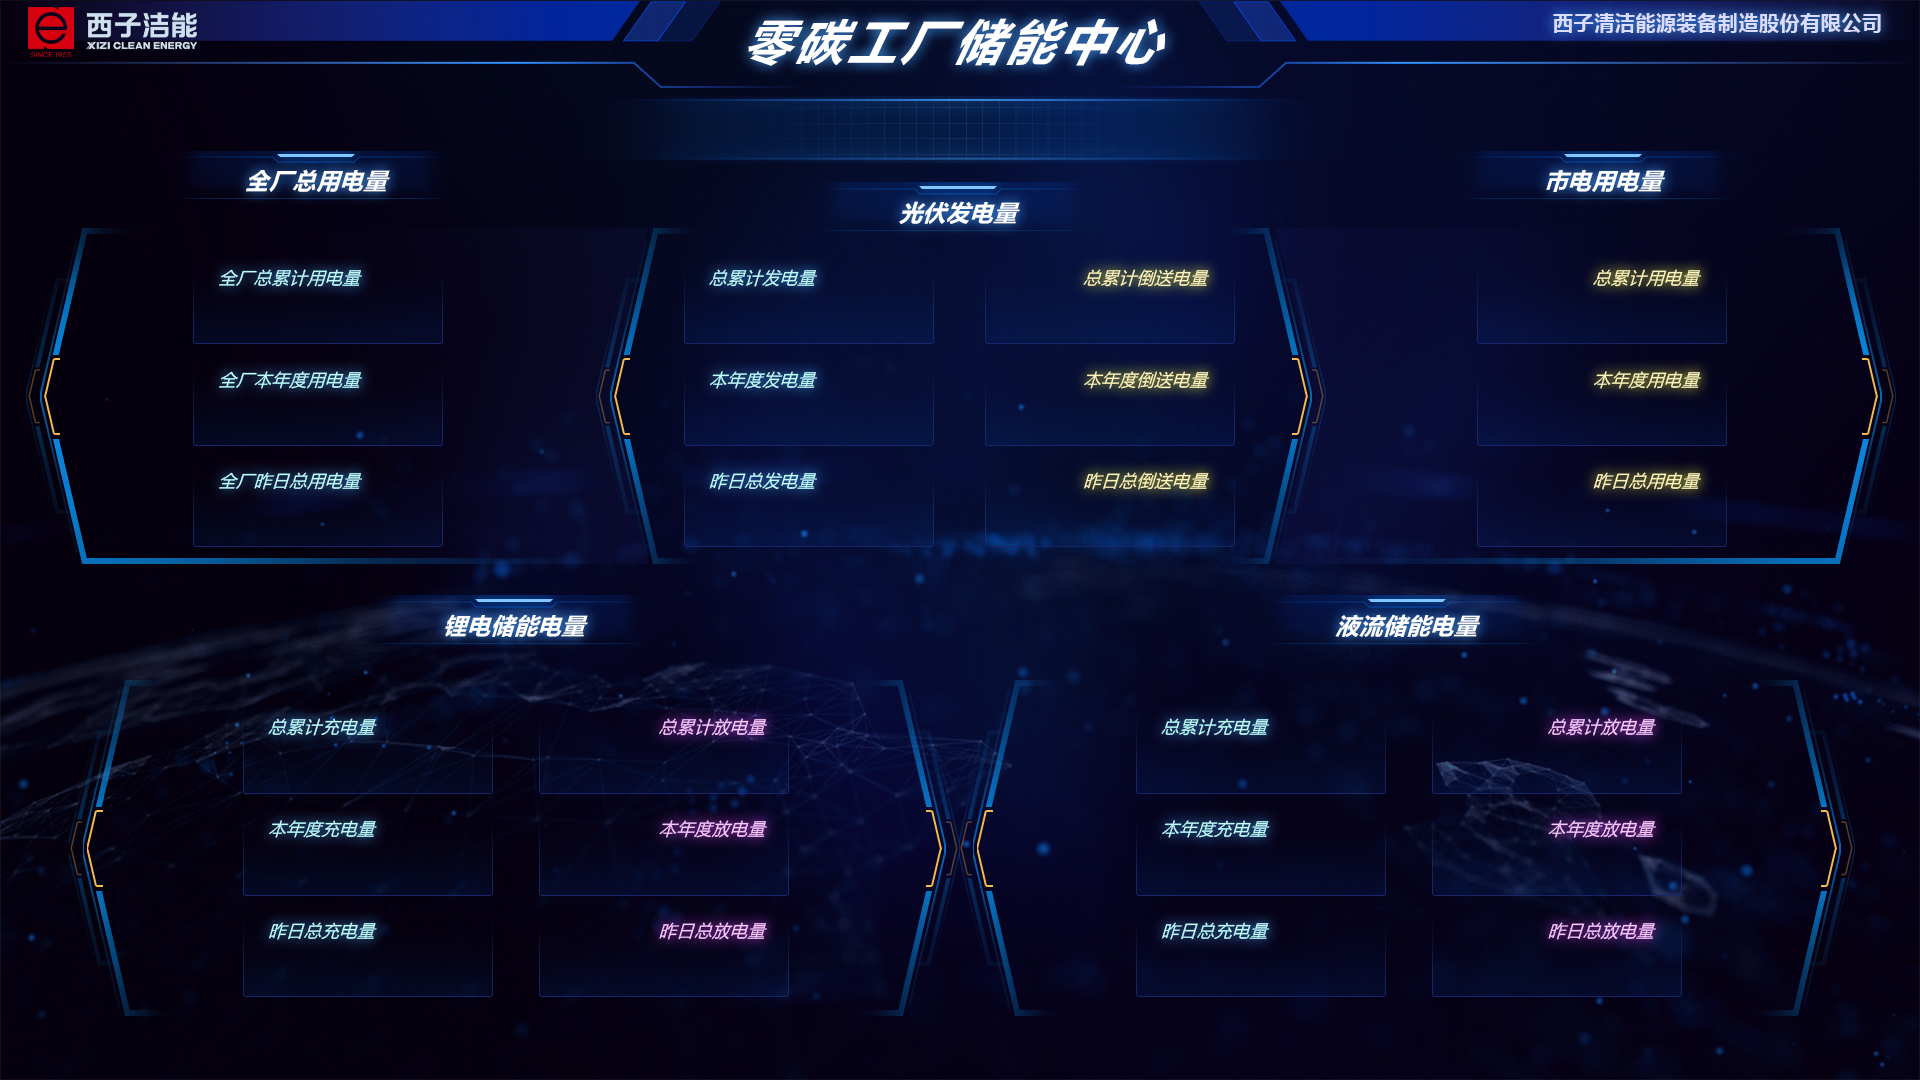 西子洁能
XIZI CLEAN ENERGY
SINCE 1955
零碳工厂储能中心
西子清洁能源装备制造股份有限公司
全厂总用电量
全厂总累计用电量
全厂本年度用电量
全厂昨日总用电量
光伏发电量
总累计发电量
总累计倒送电量
本年度发电量
本年度倒送电量
昨日总发电量
昨日总倒送电量
市电用电量
总累计用电量
本年度用电量
昨日总用电量
锂电储能电量
总累计充电量
总累计放电量
本年度充电量
本年度放电量
昨日总充电量
昨日总放电量
液流储能电量
总累计充电量
总累计放电量
本年度充电量
本年度放电量
昨日总充电量
昨日总放电量